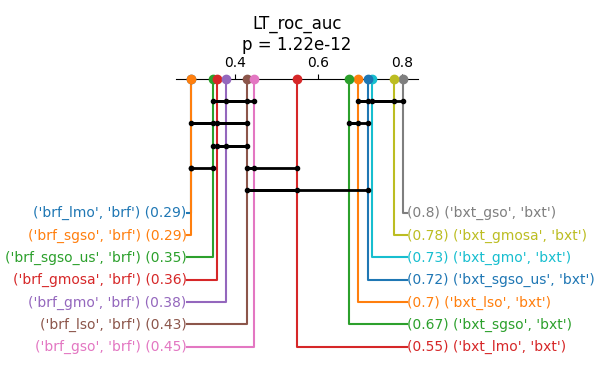 LT_roc_auc
p = 1.22e-12
0.4 0.6 0.8
('brf_lmo', 'brf') (0.29) (0.8) ('bxt_gso', 'bxt')
('brf_sgso', 'brf') (0.29) (0.78) ('bxt_gmosa', 'bxt')
('brf_sgso_us', 'brf') (0.35) (0.73) ('bxt_gmo', 'bxt')
('brf_gmosa', 'brf') (0.36) (0.72) ('bxt_sgso_us', 'bxt')
('brf_gmo', 'brf') (0.38) (0.7) ('bxt_lso', 'bxt')
('brf_lso', 'brf') (0.43) (0.67) ('bxt_sgso', 'bxt')
('brf_gso', 'brf') (0.45) (0.55) ('bxt_lmo', 'bxt')